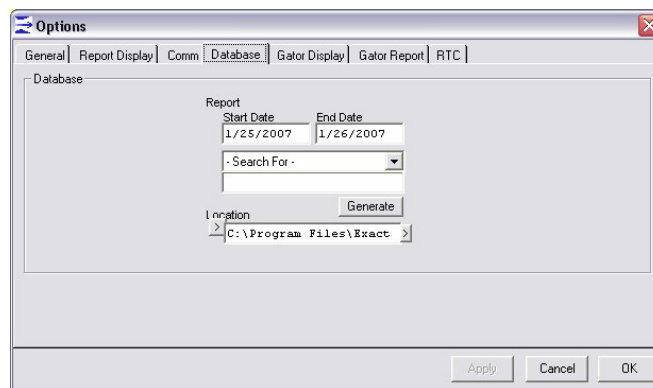 Options
General Report Display Comm Database Gator Display Gator Report RTC
Database
Report
Start Date End Date
1/25/2007 1/26/2007
- Search For -
Generate
Location
> C:\Program Files\Exact >
Apply Cancel OK